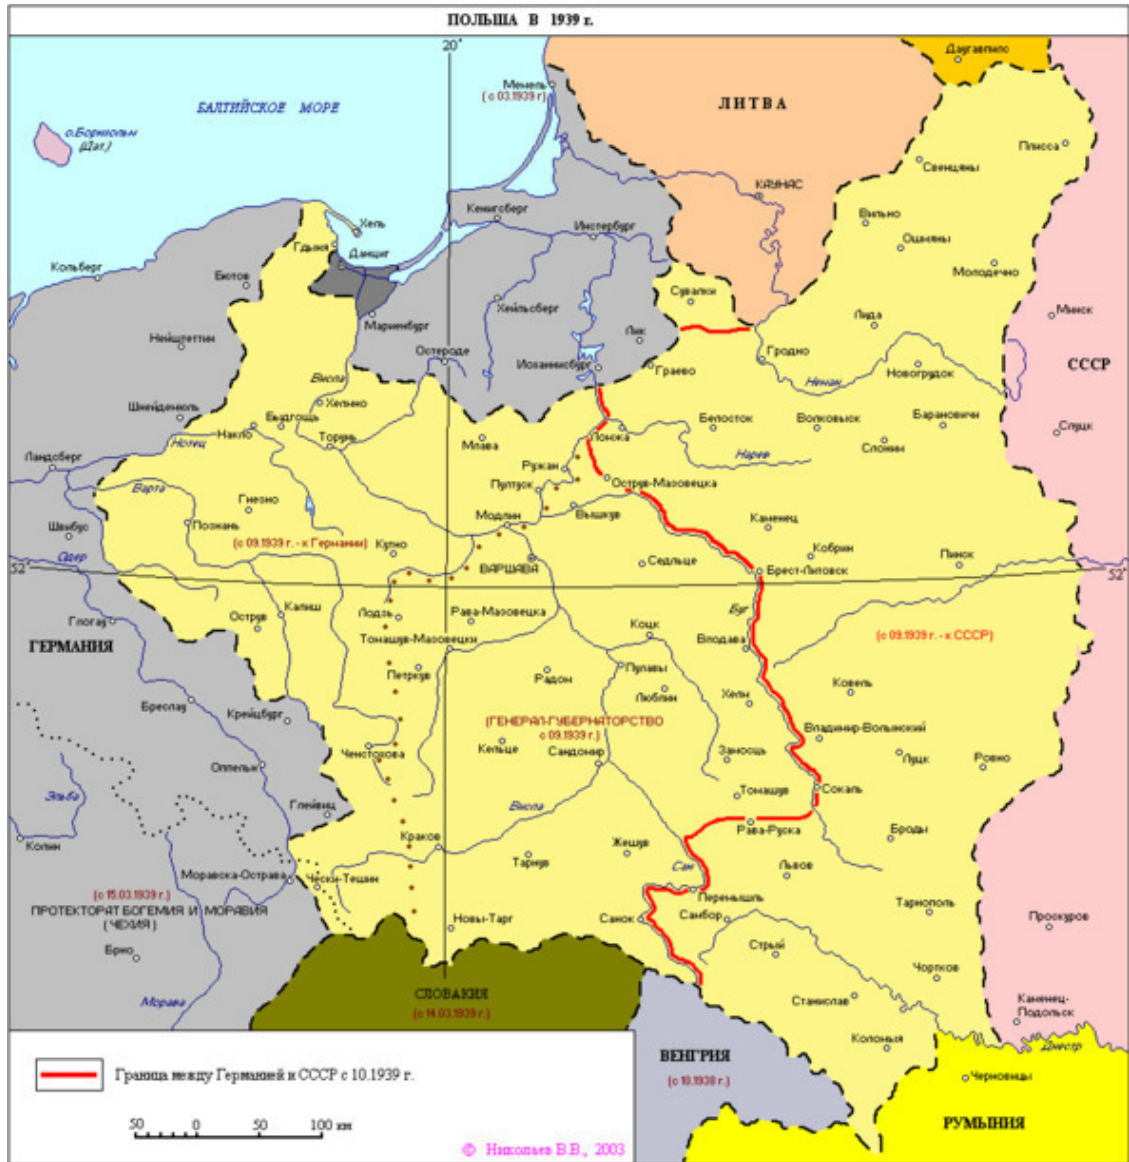 ПОЛЬША В 1939 г.
20°
Даугавпилс
Мемель
(с 03.1939 г)
ЛИТВА
БАЛТИЙСКОЕ МОРЕ
о.Борнхольм
(Дат.)
Плисса
Свенцяны
КАУНАС
Хель
Кенигсберг
Вильно
Гдыня
Инстербург
Ошмяны
Данциг
Молодечно
Кольберг
Бютов
Сувалки
Хейльсберг
Мариенбург
Лида
Минск
Нейштеттин
Лик
Остероде
Гродно
СССР
Иоаннисбург
Граево
Новогрудок
Висла
Неман
Хелмно
Шнейдемюль
Белосток
Волковыск
Барановичи
Быдгощь
Накло
Торунь
Слуцк
Нотец
Млава
Ломжа
Слоним
Нарев
Ландсберг
Ружан
Пултуск
Острув-Мазовецка
Варта
Гнезно
Вышкув
Познань
Модлин
Каменец
Швибус
(с 09.1939 г. - к Германии)
Кутно
Кобрин
Пинск
Одер
Седльце
52°
ВАРШАВА
Брест-Литовск
52°
Глогау
Острув
Калиш
Лодзь
Рава-Мазовецка
Буг
ГЕРМАНИЯ
Томашув-Мазовецки
Коцк
Влодава
(с 09.1939 г. - к СССР)
Петркув
Радом
Пулавы
Люблин
Ковель
Бреслау
Крейцбург
Хелм
(ГЕНЕРАЛ-ГУБЕРНАТОРСТВО
с 09.1939 г.)
Владимир-Волынский
Ченстохова
Кельце
Сандомир
Замосць
Луцк
Ровно
Оппельн
Эльба
Томашув
Сокаль
Глейвиц
Висла
Колин
Краков
Рава-Руска
Броды
Тарнув
Жешув
Моравска-Острава
Чески-Тешин
Сан
Львов
(с 15.03.1939 г.)
Перемышль
ПРОТЕКТОРАТ БОГЕМИЯ И МОРАВИЯ
(ЧЕХИЯ)
Новы-Тарг
Санок
Самбор
Тарнополь
Проскуров
Брно
Стрый
Чортков
Морава
СЛОВАКИЯ
(с 14.03.1939 г.)
Станислав
Каменец-
Подольск
Коломыя
Днестр
ВЕНГРИЯ
(с 10.1938 г.)
Черновицы
РУМЫНИЯ
Граница между Германией и СССР с 10.1939 г.
50 0 50 100 км
© Николаев В.В., 2003